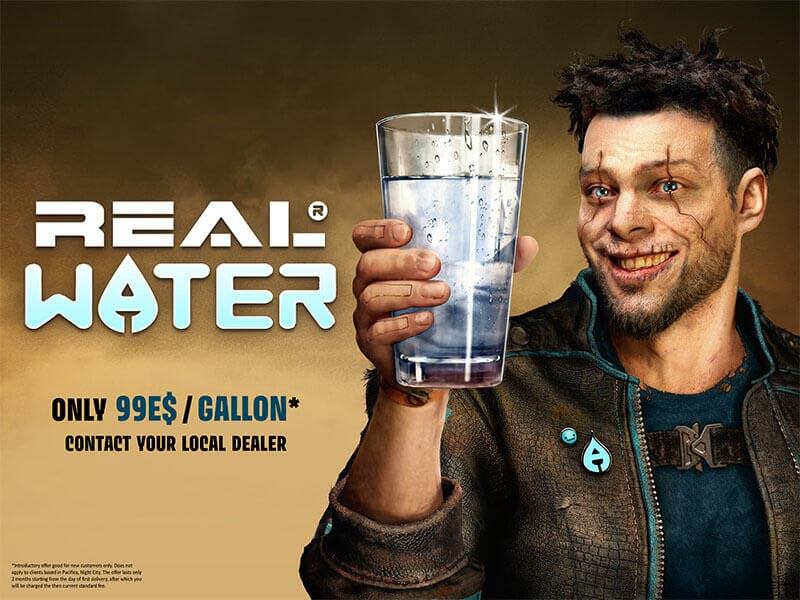 REAL®
WATER
ONLY 99E$ / GALLON*
CONTACT YOUR LOCAL DEALER
*Introductory offer good for new customers only. Does not
apply to clients based in Pacifica, Night City. The offer lasts only
2 months starting from the day of first delivery, after which you
will be charged the then current standard fee.